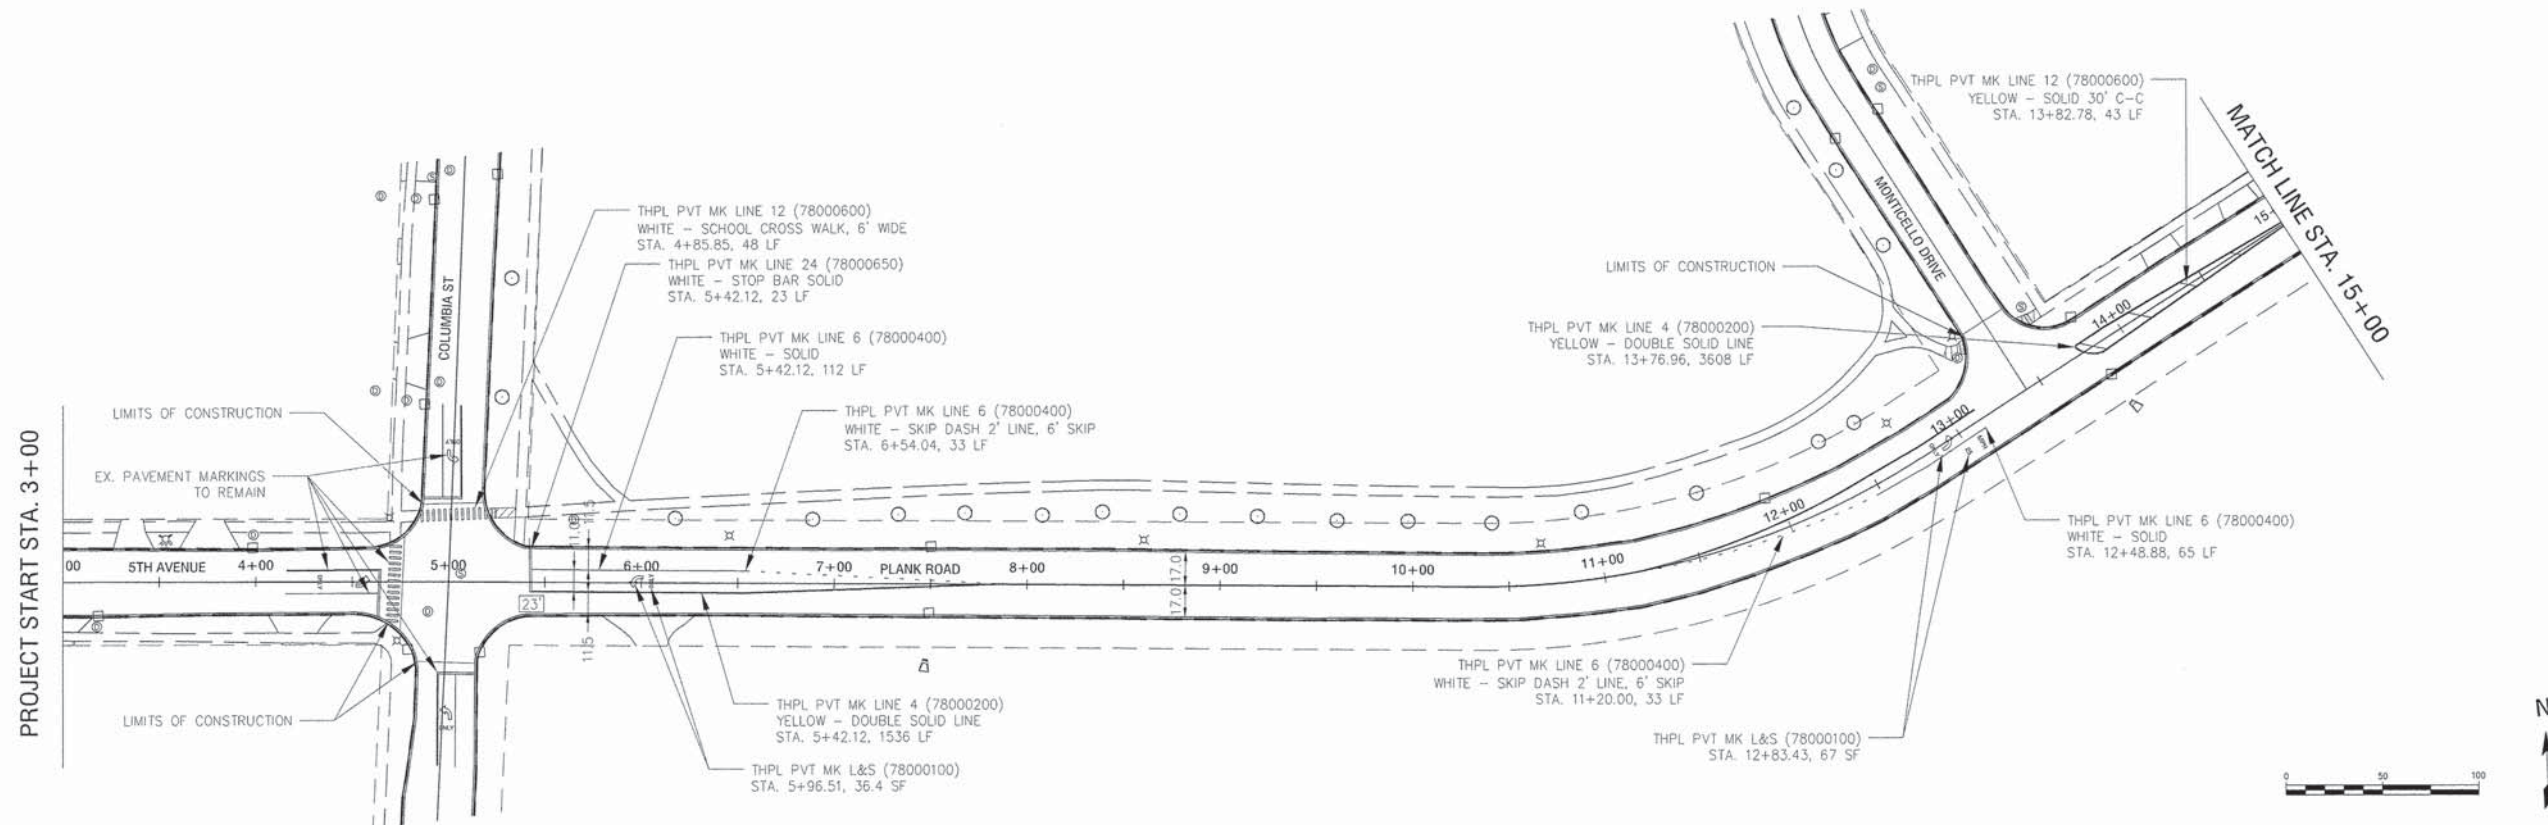 PROJECT START STA. 3+00
LIMITS OF CONSTRUCTION
EX. PAVEMENT MARKINGS
TO REMAIN
LIMITS OF CONSTRUCTION
COLUMBIA ST
THPL PVT MK LINE 12 (78000600)
WHITE – SCHOOL CROSS WALK, 6' WIDE
STA. 4+85.85, 48 LF
THPL PVT MK LINE 24 (78000650)
WHITE – STOP BAR SOLID
STA. 5+42.12, 23 LF
THPL PVT MK LINE 6 (78000400)
WHITE – SOLID
STA. 5+42.12, 112 LF
THPL PVT MK LINE 6 (78000400)
WHITE – SKIP DASH 2' LINE, 6' SKIP
STA. 6+54.04, 33 LF
00
5TH AVENUE
4+00
5+00
6+00
7+00
PLANK ROAD
8+00
9+00
10+00
11+00
12+00
13+00
14+00
15
11.0
11.5
11.5
23'
17.0
17.0
ONLY
ONLY
THPL PVT MK LINE 4 (78000200)
YELLOW – DOUBLE SOLID LINE
STA. 5+42.12, 1536 LF
THPL PVT MK L&S (78000100)
STA. 5+96.51, 36.4 SF
MONTICELLO DRIVE
THPL PVT MK LINE 12 (78000600)
YELLOW – SOLID 30' C–C
STA. 13+82.78, 43 LF
LIMITS OF CONSTRUCTION
THPL PVT MK LINE 4 (78000200)
YELLOW – DOUBLE SOLID LINE
STA. 13+76.96, 3608 LF
MATCH LINE STA. 15+00
THPL PVT MK LINE 6 (78000400)
WHITE – SOLID
STA. 12+48.88, 65 LF
THPL PVT MK LINE 6 (78000400)
WHITE – SKIP DASH 2' LINE, 6' SKIP
STA. 11+20.00, 33 LF
THPL PVT MK L&S (78000100)
STA. 12+83.43, 67 SF
N
0 50 100